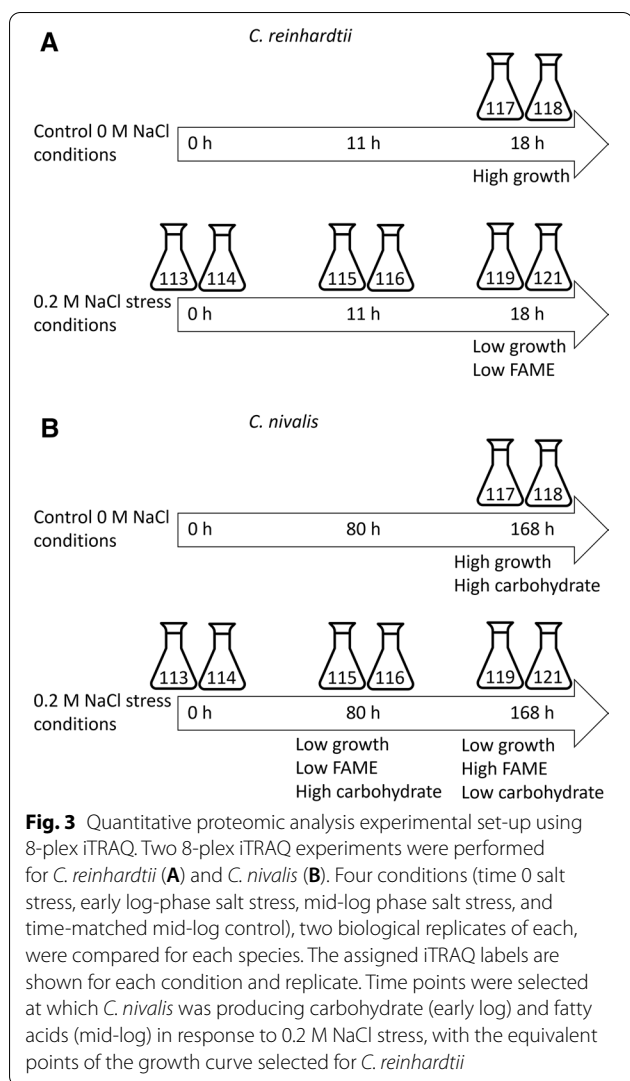 A
C. reinhardtii
117 118
Control 0 M NaCl
conditions
0 h 11 h 18 h
High growth
113 114 115 116 119 121
0.2 M NaCl stress
conditions
0 h 11 h 18 h
Low growth
Low FAME
B
C. nivalis
117 118
Control 0 M NaCl
conditions
0 h 80 h 168 h
High growth
High carbohydrate
113 114 115 116 119 121
0.2 M NaCl stress
conditions
0 h 80 h 168 h
Low growth
Low FAME
High carbohydrate
Low growth
High FAME
Low carbohydrate
Fig. 3 Quantitative proteomic analysis experimental set-up using
8-plex iTRAQ. Two 8-plex iTRAQ experiments were performed
for C. reinhardtii (A) and C. nivalis (B). Four conditions (time 0 salt
stress, early log-phase salt stress, mid-log phase salt stress, and
time-matched mid-log control), two biological replicates of each,
were compared for each species. The assigned iTRAQ labels are
shown for each condition and replicate. Time points were selected
at which C. nivalis was producing carbohydrate (early log) and fatty
acids (mid-log) in response to 0.2 M NaCl stress, with the equivalent
points of the growth curve selected for C. reinhardtii